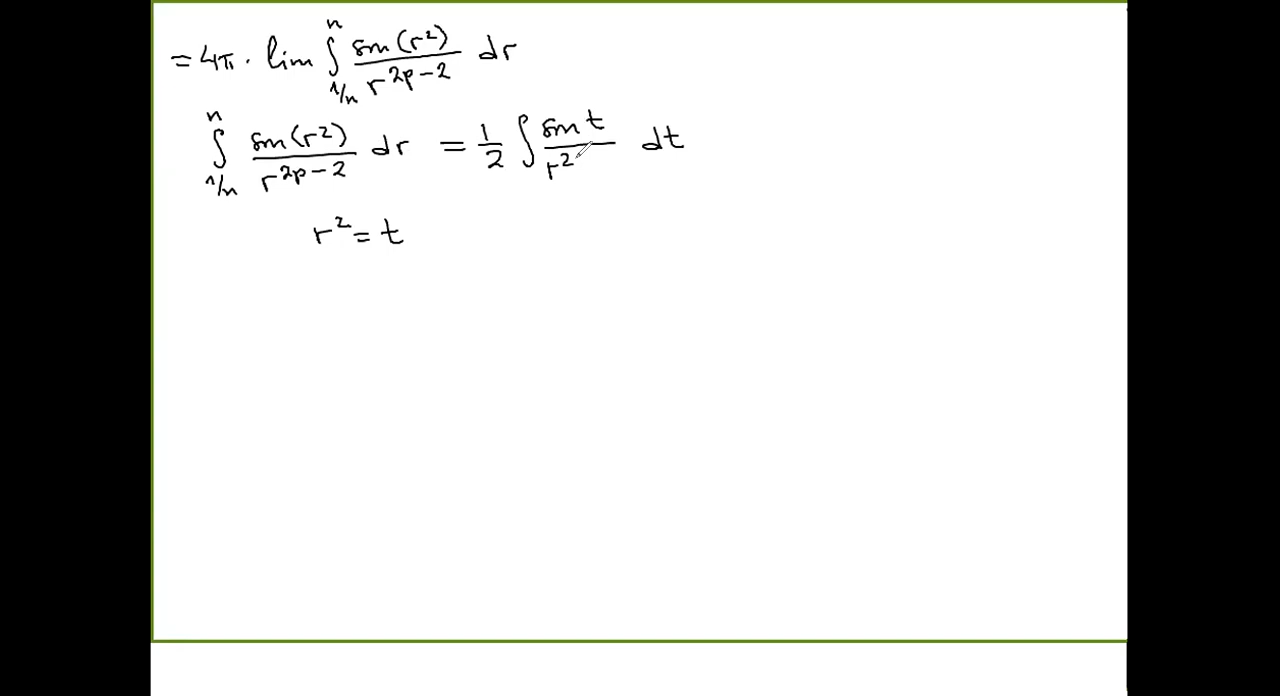 = 4π · lim ∫_{1/n}^{n} sin(r²)/r^{2p-2} dr
∫_{1/n}^{n} sin(r²)/r^{2p-2} dr = 1/2 ∫ sin t/r² dt
r² = t